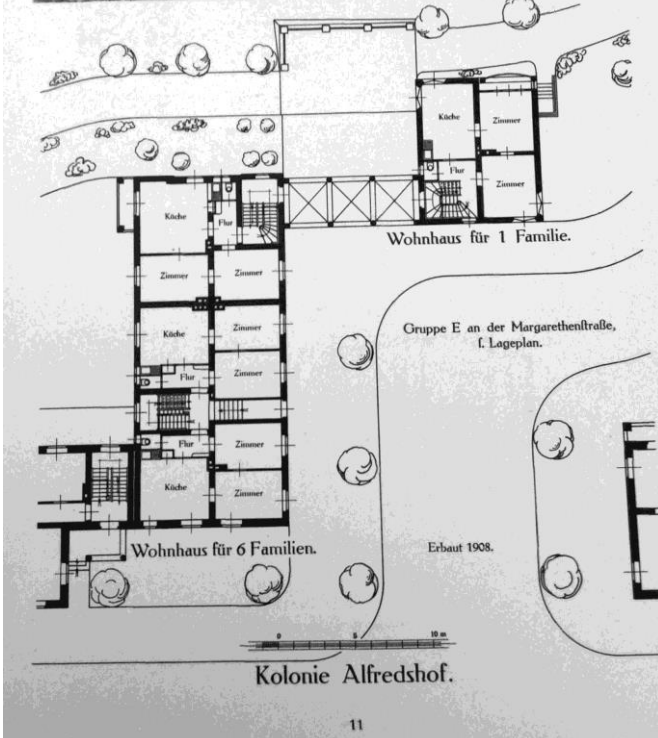 Küche
Zimmer
Flur
Zimmer
Wohnhaus für 1 Familie.
Küche
Flur
Zimmer
Zimmer
Küche
Zimmer
Flur
Zimmer
Flur
Zimmer
Küche
Zimmer
Gruppe E an der Margarethenſtraße,
ſ. Lageplan.
Wohnhaus für 6 Familien.
Erbaut 1908.
0 5 10 m
Kolonie Alfredshof.
11